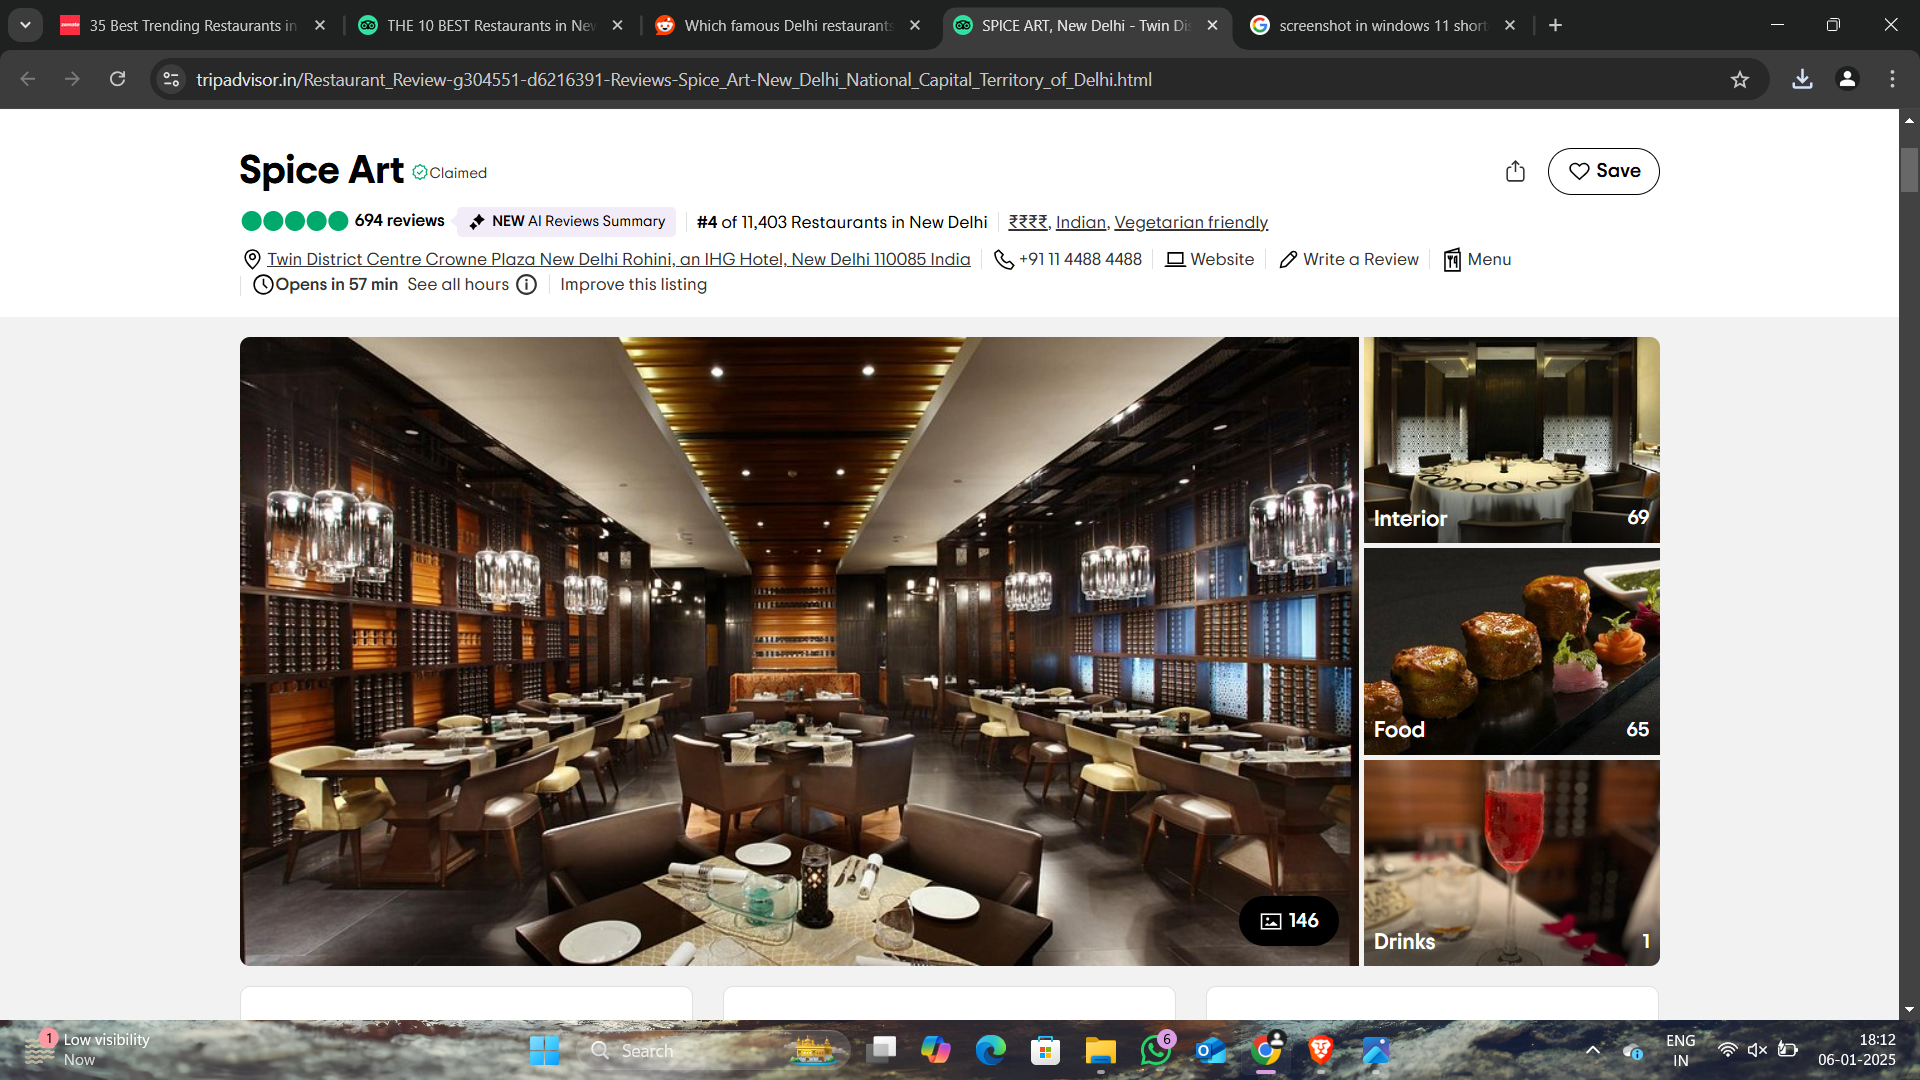 35 Best Trending Restaurants in
THE 10 BEST Restaurants in Nev
Which famous Delhi restaurants
SPICE ART, New Delhi - Twin Dis
screenshot in windows 11 short
tripadvisor.in/Restaurant_Review-g304551-d6216391-Reviews-Spice_Art-New_Delhi_National_Capital_Territory_of_Delhi.html
Spice Art Claimed
Save
694 reviews NEW AI Reviews Summary #4 of 11,403 Restaurants in New Delhi ₹₹₹₹, Indian, Vegetarian friendly
Twin District Centre Crowne Plaza New Delhi Rohini, an IHG Hotel, New Delhi 110085 India +91 11 4488 4488 Website Write a Review Menu
Opens in 57 min See all hours Improve this listing
Interior 69
Food 65
146
Drinks 1
1 Low visibility
Now
Search
6
ENG
IN
18:12
06-01-2025